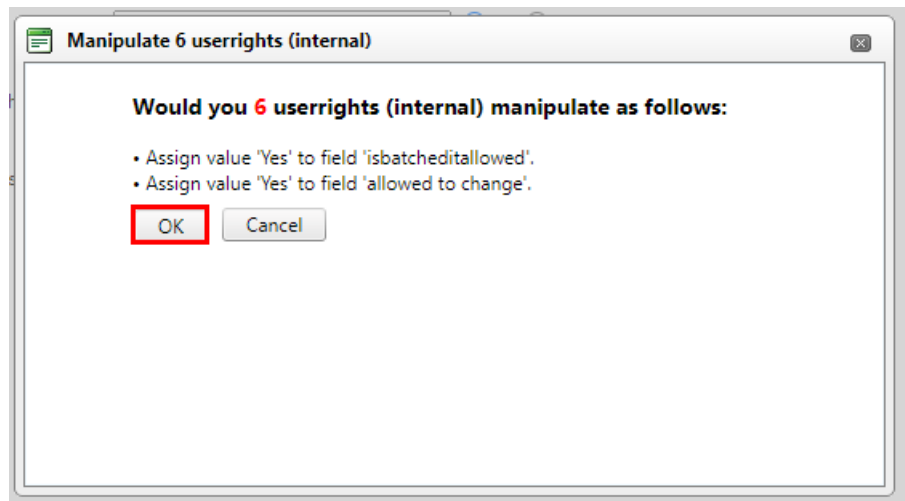 Manipulate 6 userrights (internal)
Would you 6 userrights (internal) manipulate as follows:
• Assign value 'Yes' to field 'isbatcheditallowed'.
• Assign value 'Yes' to field 'allowed to change'.
OK Cancel